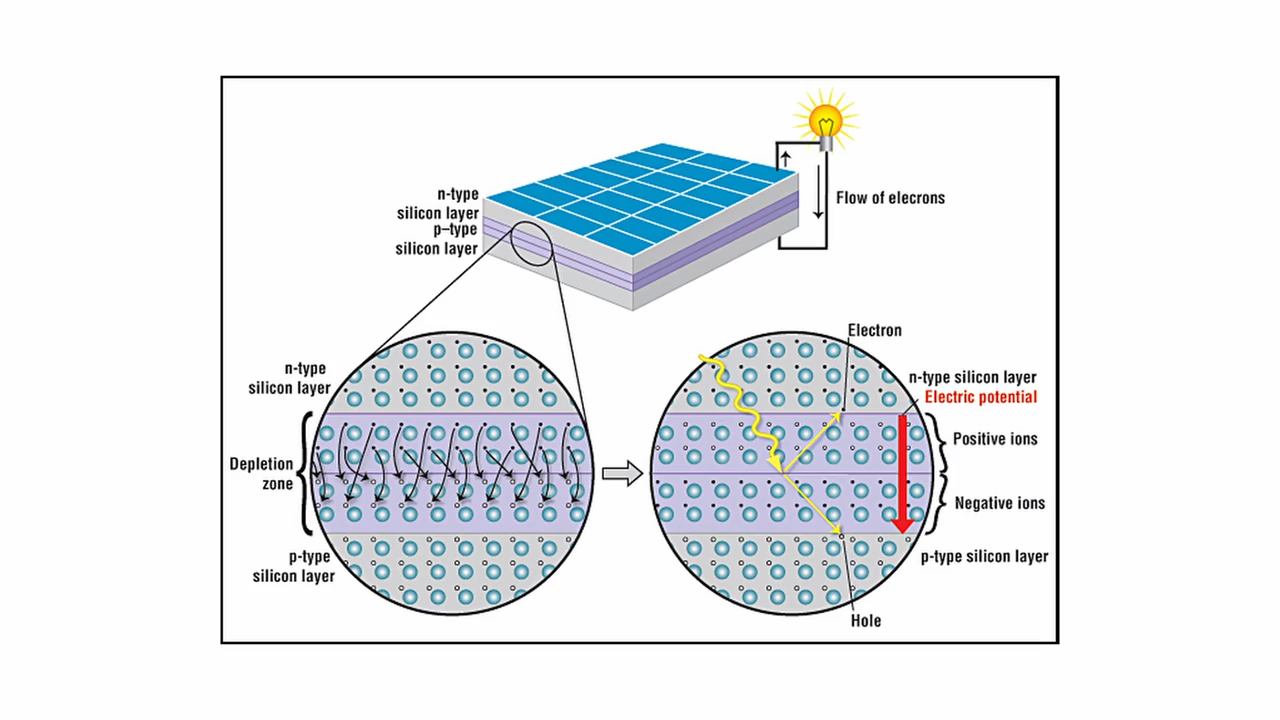 n-type
silicon layer
p–type
silicon layer
Flow of elecrons
n-type
silicon layer
Depletion
zone
p-type
silicon layer
Electron
n-type silicon layer
Electric potential
Positive ions
Negative ions
p-type silicon layer
Hole